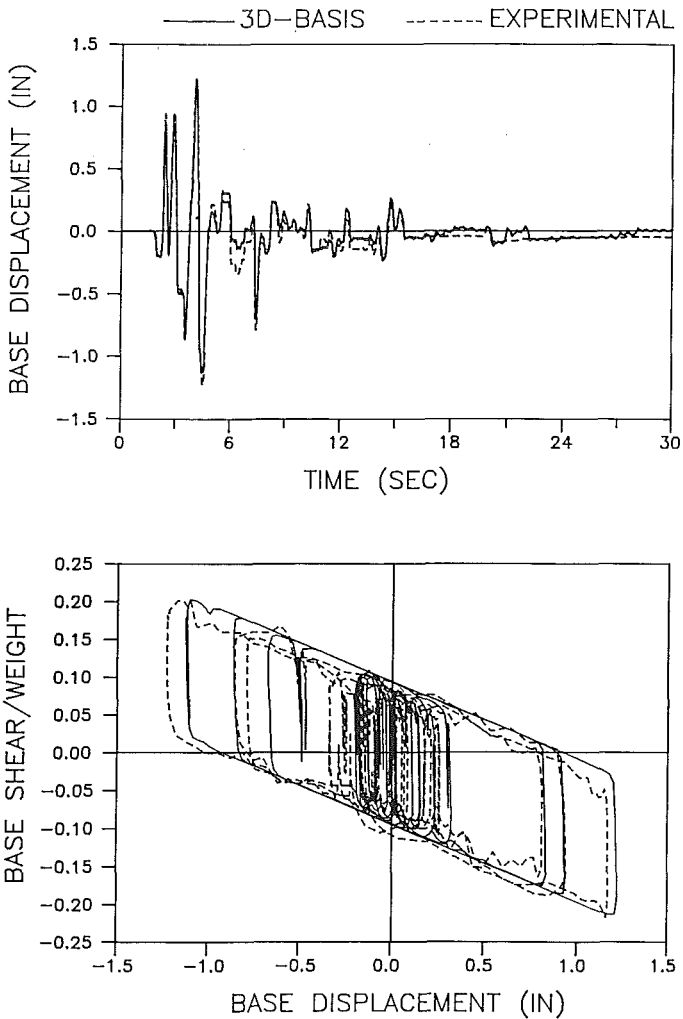 3D-BASIS EXPERIMENTAL
1.5
1.0
0.5
0.0
-0.5
-1.0
-1.5
BASE DISPLACEMENT (IN)
0 6 12 18 24 30
TIME (SEC)
0.25
0.20
0.15
0.10
0.05
0.00
-0.05
-0.10
-0.15
-0.20
-0.25
BASE SHEAR/WEIGHT
-1.5 -1.0 -0.5 0.0 0.5 1.0 1.5
BASE DISPLACEMENT (IN)